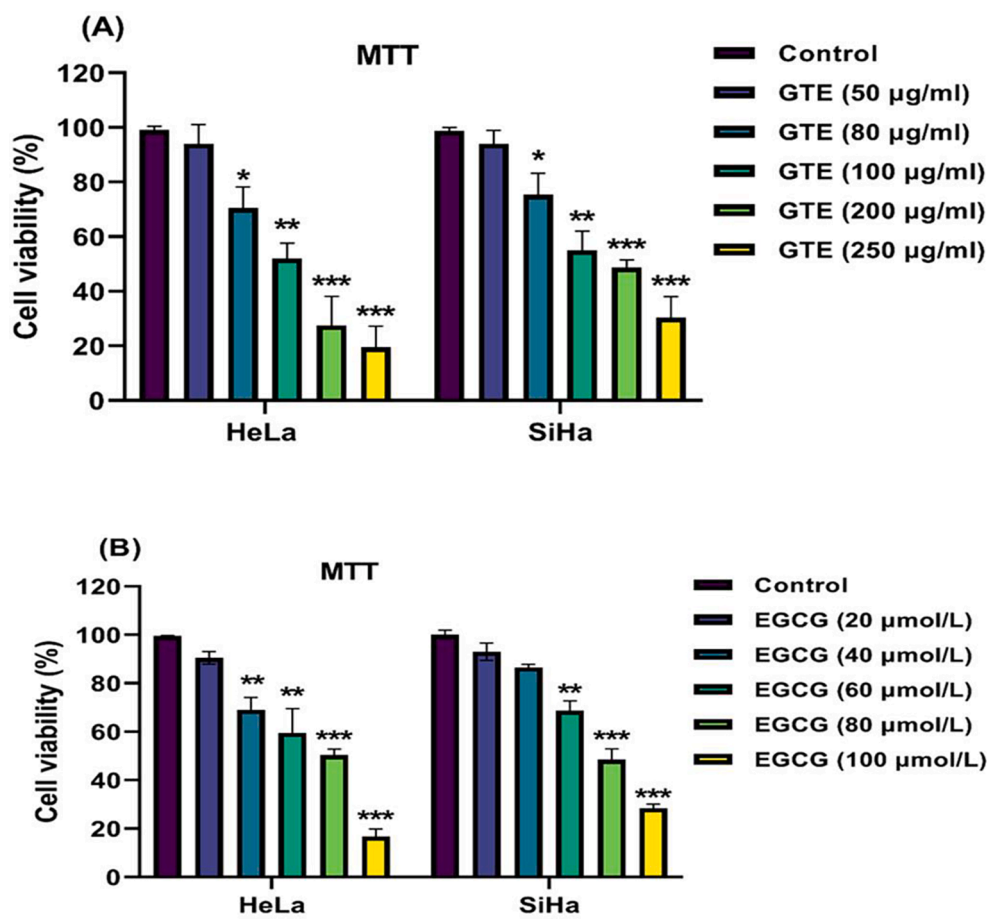 (A)
MTT
Cell viability (%)
120
100
80
60
40
20
0
*
**
***
***
*
**
***
***
HeLa
SiHa
Control
GTE (50 µg/ml)
GTE (80 µg/ml)
GTE (100 µg/ml)
GTE (200 µg/ml)
GTE (250 µg/ml)
(B)
MTT
Cell viability (%)
120
100
80
60
40
20
0
**
**
***
***
**
***
***
HeLa
SiHa
Control
EGCG (20 µmol/L)
EGCG (40 µmol/L)
EGCG (60 µmol/L)
EGCG (80 µmol/L)
EGCG (100 µmol/L)